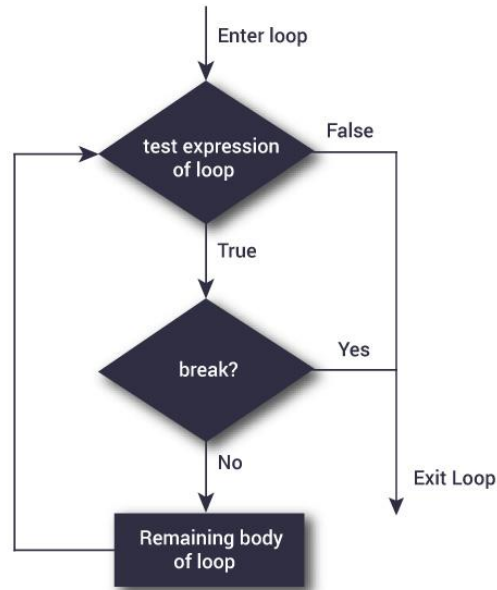 Enter loop
test expression
of loop
False
True
break?
Yes
No
Exit Loop
Remaining body
of loop